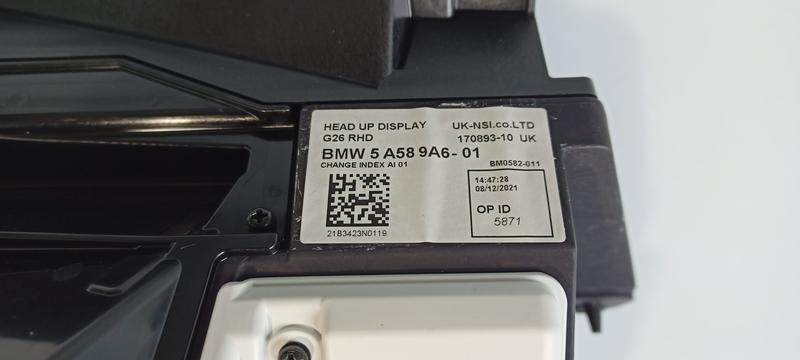 HEAD UP DISPLAY UK-NSI.co.LTD
G26 RHD 170893-10 UK
BMW 5 A58 9A6-01
CHANGE INDEX AI 01 BM0582-011
14:47:28
08/12/2021
OP ID
5871
21B3423N0119